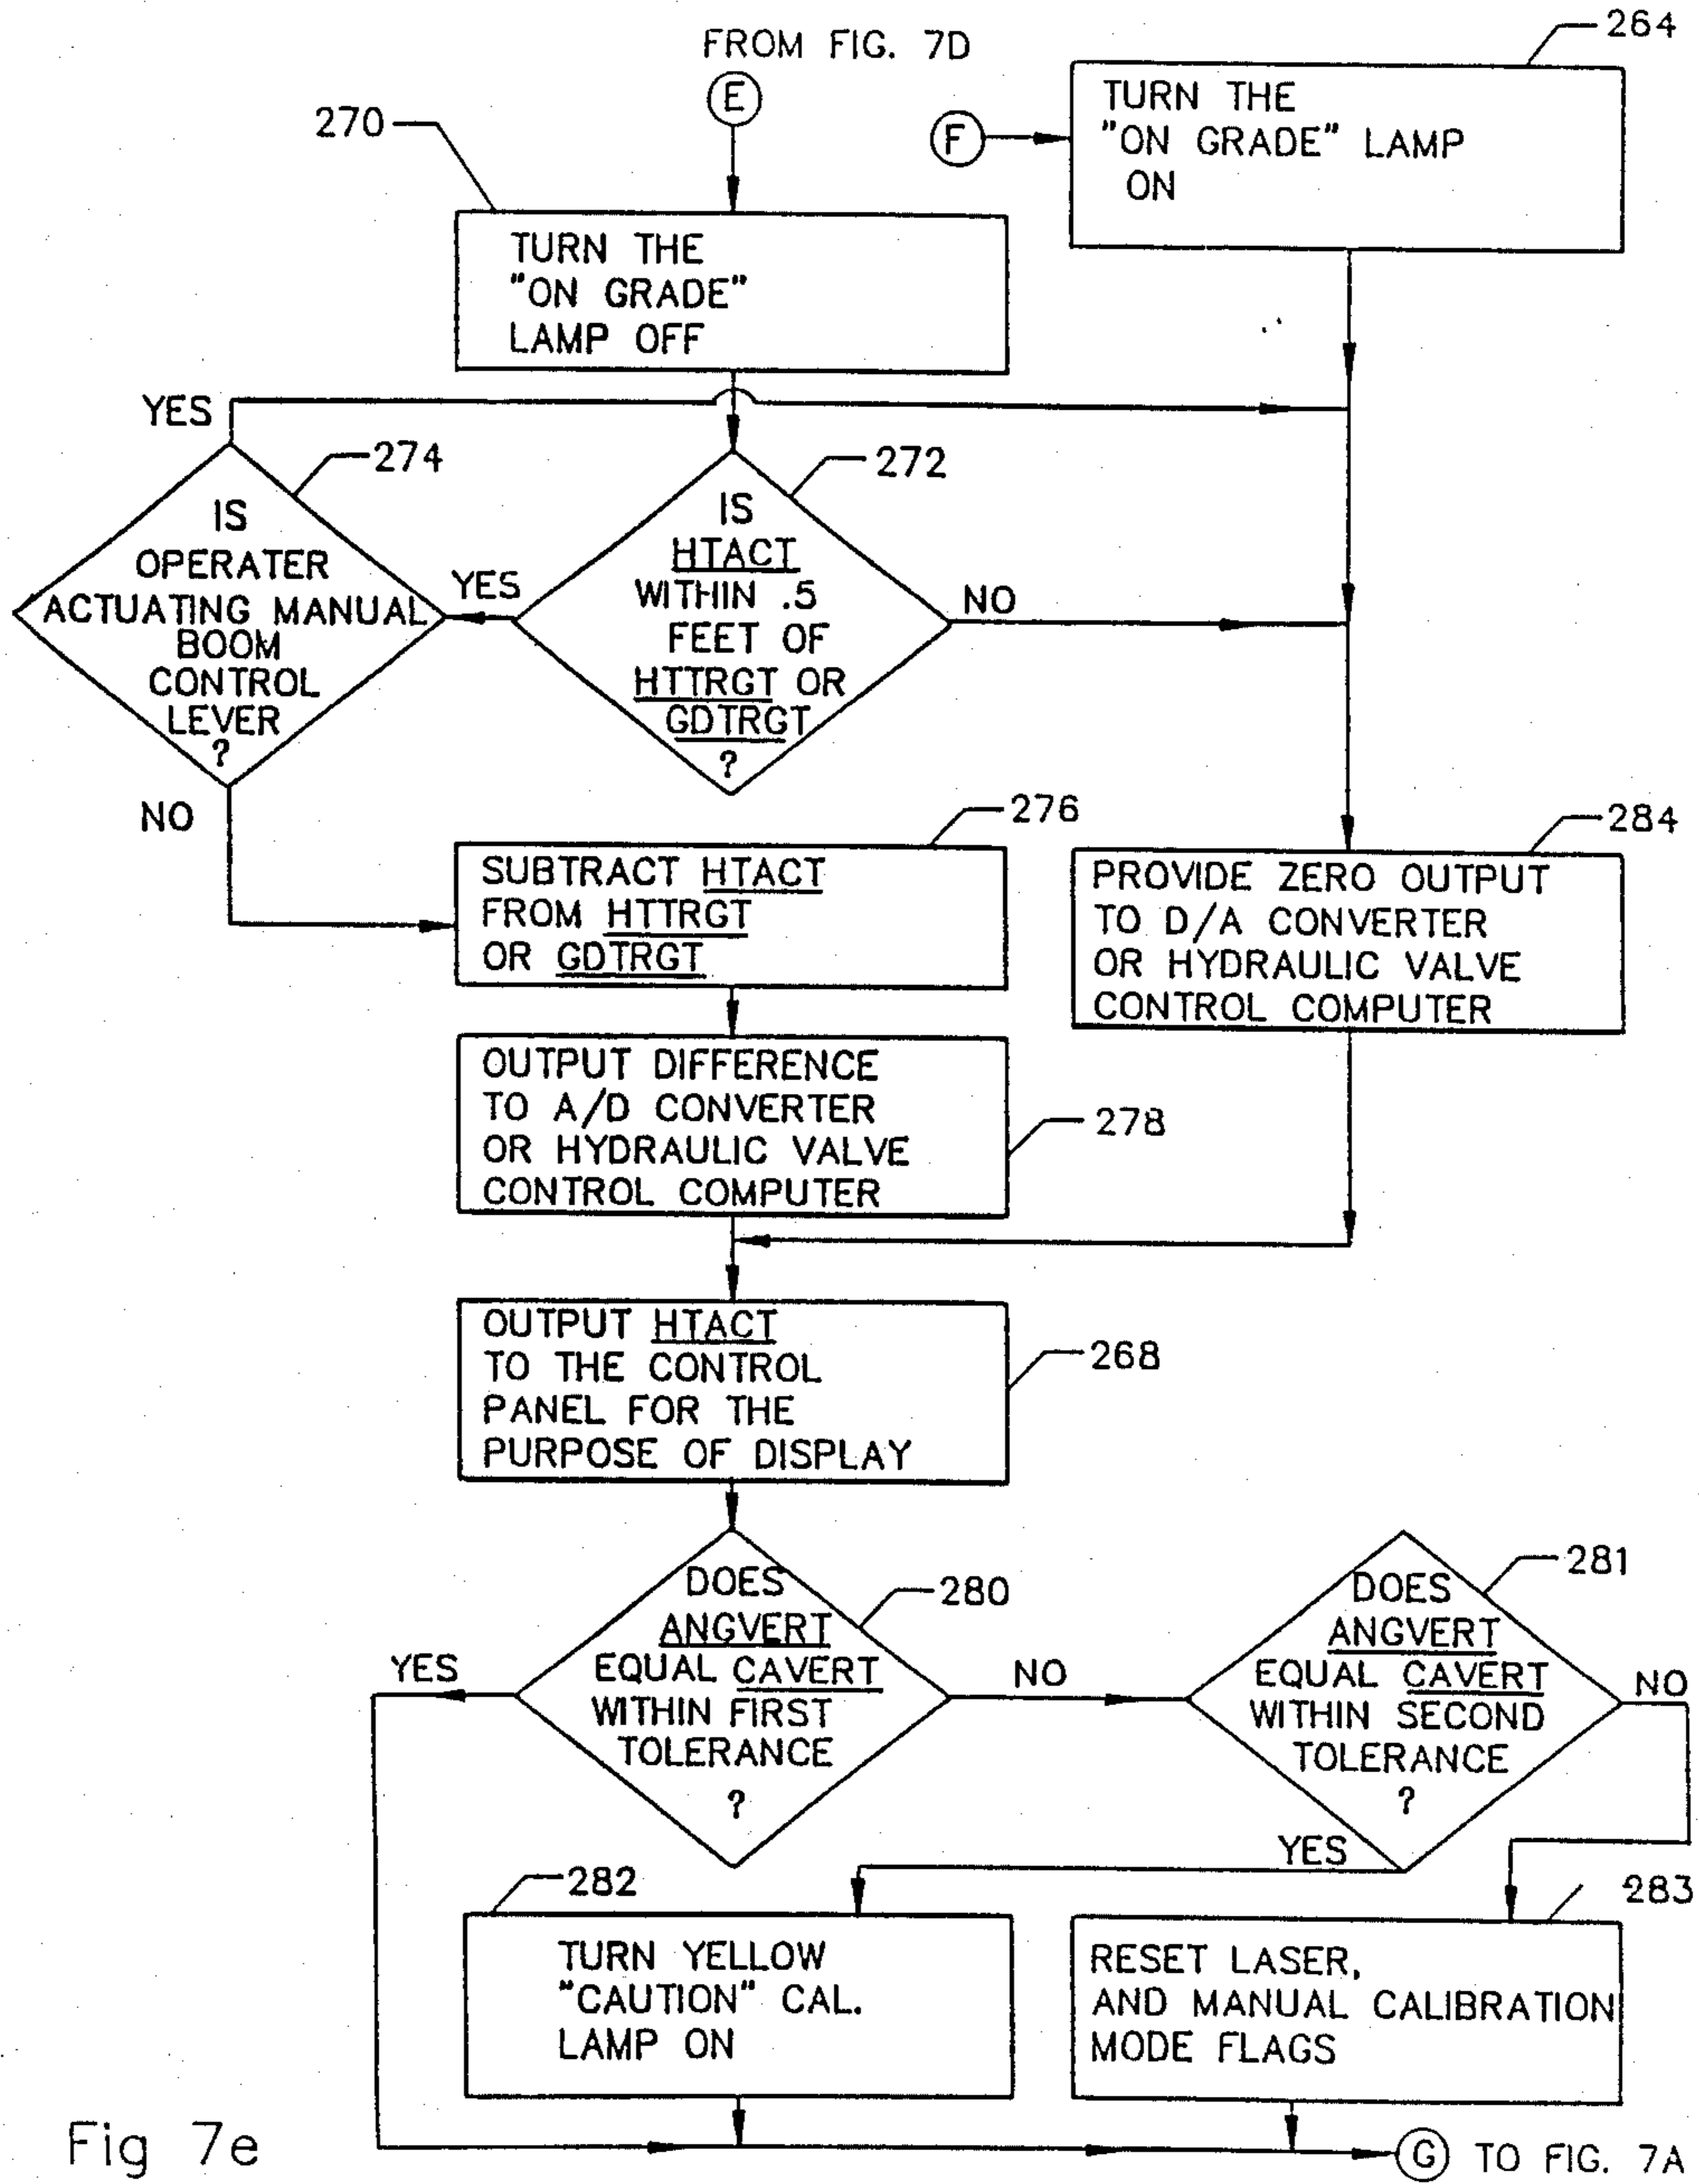 FROM FIG. 7D
E
264
F
TURN THE
"ON GRADE" LAMP
ON
270
TURN THE
"ON GRADE"
LAMP OFF
YES
274
IS
OPERATER
ACTUATING MANUAL
BOOM
CONTROL
LEVER
?
YES
272
IS
HTACT
WITHIN .5
FEET OF
HTTRGT OR
GDTRGT
?
NO
NO
276
SUBTRACT HTACT
FROM HTTRGT
OR GDTRGT
284
PROVIDE ZERO OUTPUT
TO D/A CONVERTER
OR HYDRAULIC VALVE
CONTROL COMPUTER
OUTPUT DIFFERENCE
TO A/D CONVERTER
OR HYDRAULIC VALVE
CONTROL COMPUTER
278
OUTPUT HTACT
TO THE CONTROL
PANEL FOR THE
PURPOSE OF DISPLAY
268
DOES
ANGVERT
EQUAL CAVERT
WITHIN FIRST
TOLERANCE
?
280
YES
NO
DOES
ANGVERT
EQUAL CAVERT
WITHIN SECOND
TOLERANCE
?
281
NO
YES
282
TURN YELLOW
"CAUTION" CAL.
LAMP ON
283
RESET LASER,
AND MANUAL CALIBRATION
MODE FLAGS
Fig 7e
G TO FIG. 7A